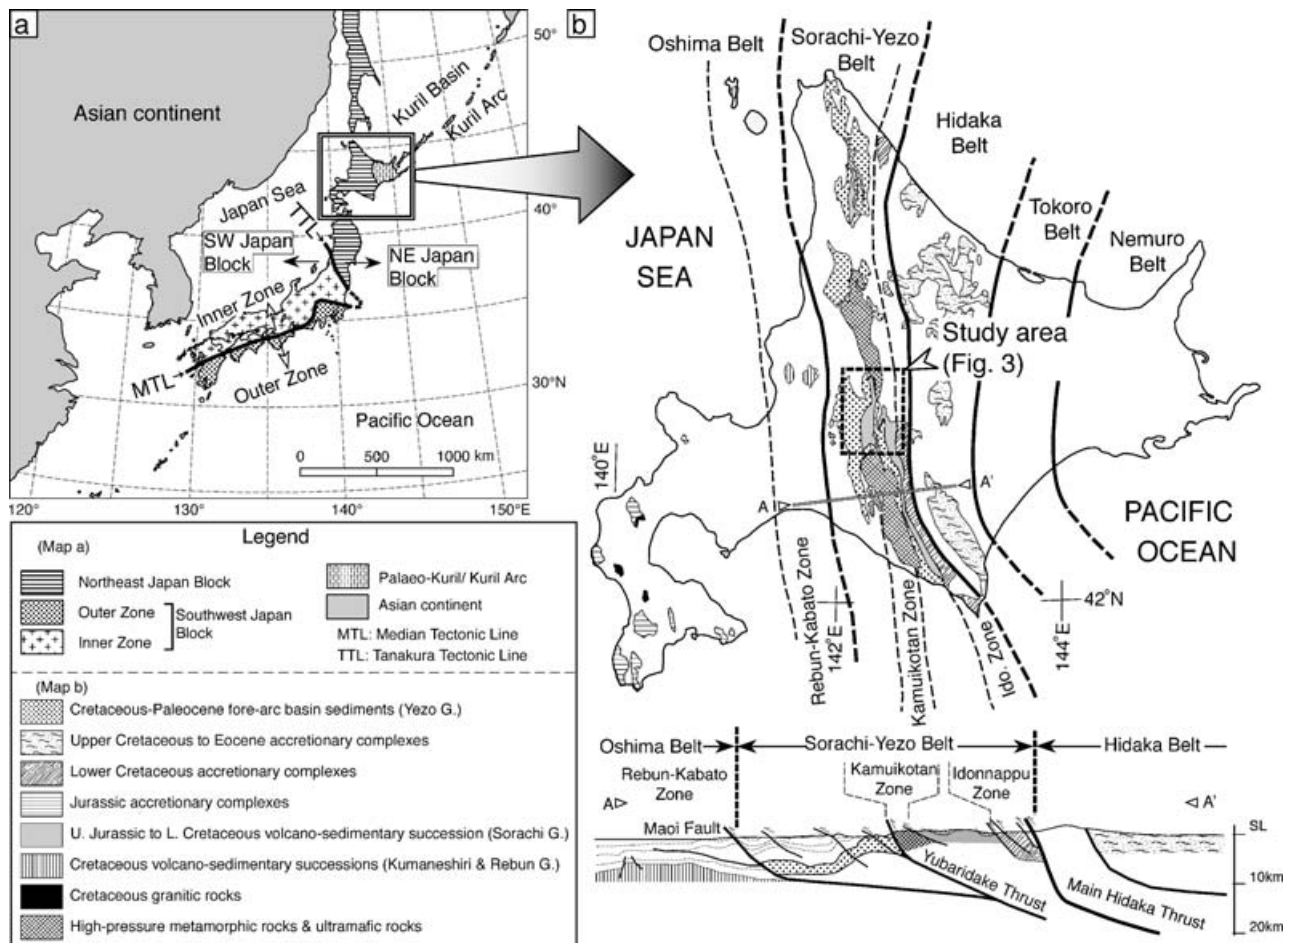 a
50°
Asian continent
Kuril Basin
Kuril Arc
Japan Sea
TTL
40°
SW Japan
Block
NE Japan
Block
Inner Zone
MTL
Outer Zone
30°N
Pacific Ocean
0 500 1000 km
120° 130° 140° 150°E
Legend
(Map a)
Northeast Japan Block
Outer Zone
Inner Zone
Southwest Japan
Block
Palaeo-Kuril/ Kuril Arc
Asian continent
MTL: Median Tectonic Line
TTL: Tanakura Tectonic Line
(Map b)
Cretaceous-Paleocene fore-arc basin sediments (Yezo G.)
Upper Cretaceous to Eocene accretionary complexes
Lower Cretaceous accretionary complexes
Jurassic accretionary complexes
U. Jurassic to L. Cretaceous volcano-sedimentary succession (Sorachi G.)
Cretaceous volcano-sedimentary successions (Kumaneshiri & Rebun G.)
Cretaceous granitic rocks
High-pressure metamorphic rocks & ultramafic rocks
b
Oshima Belt
Sorachi-Yezo
Belt
Hidaka
Belt
Tokoro
Belt
Nemuro
Belt
JAPAN
SEA
Study area
(Fig. 3)
140°E
A A'
PACIFIC
OCEAN
Rebun-Kabato Zone
142°E
Kamuikotan Zone
Ido. Zone
42°N
144°E
Oshima Belt
Sorachi-Yezo Belt
Hidaka Belt
Rebun-Kabato
Zone
Kamuikotan
Zone
Idonnappu
Zone
A A'
Maoi Fault
SL
Yubaridake Thrust
Main Hidaka Thrust
10km
20km